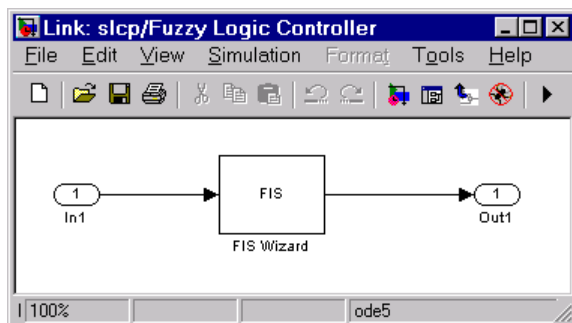 Link: slcp/Fuzzy Logic Controller
File Edit View Simulation Format Tools Help
1 FIS 1
In1 Out1
FIS Wizard
100% ode5